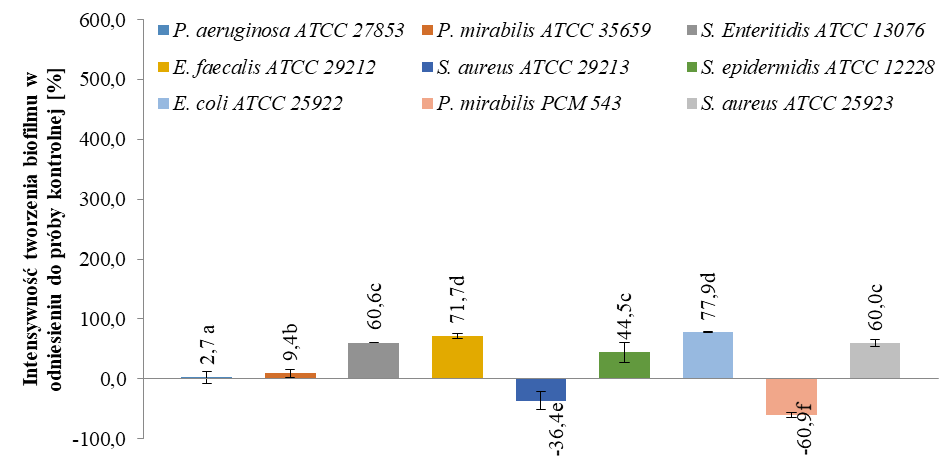 600,0
500,0
400,0
300,0
200,0
100,0
0,0
-100,0
Intensywność tworzenia biofilmu w
odniesieniu do próby kontrolnej [%]
P. aeruginosa ATCC 27853
P. mirabilis ATCC 35659
S. Enteritidis ATCC 13076
E. faecalis ATCC 29212
S. aureus ATCC 29213
S. epidermidis ATCC 12228
E. coli ATCC 25922
P. mirabilis PCM 543
S. aureus ATCC 25923
2,7 a
9,4b
60,6c
71,7d
-36,4e
44,5c
77,9d
-60,9f
60,0c